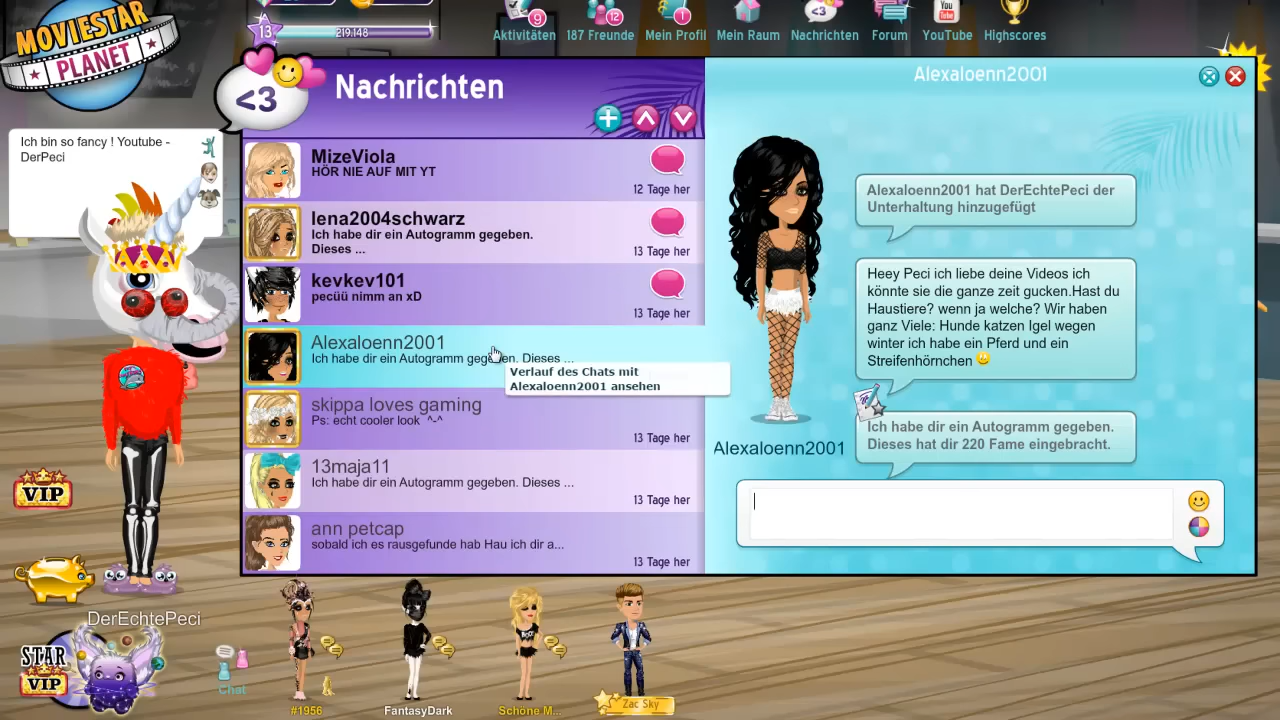 MOVIESTAR
PLANET
13
219.148
9
Aktivitäten
12
187 Freunde
1
Mein Profil
Mein Raum
<3
Nachrichten
Forum
You
Tube
YouTube
Highscores
Ich bin so fancy ! Youtube -
DerPeci
<3
Nachrichten
MizeViola
HÖR NIE AUF MIT YT
12 Tage her
lena2004schwarz
Ich habe dir ein Autogramm gegeben.
Dieses ...
13 Tage her
kevkev101
pecüü nimm an xD
13 Tage her
Alexaloenn2001
Ich habe dir ein Autogramm gegeben. Dieses ...
Verlauf des Chats mit
Alexaloenn2001 ansehen
skippa loves gaming
Ps: echt cooler look ^-^
13 Tage her
13maja11
Ich habe dir ein Autogramm gegeben. Dieses ...
13 Tage her
ann petcap
sobald ich es rausgefunde hab Hau ich dir a...
13 Tage her
Alexaloenn2001
Alexaloenn2001 hat DerEchtePeci der
Unterhaltung hinzugefügt
Heey Peci ich liebe deine Videos ich
könnte sie die ganze zeit gucken.Hast du
Haustiere? wenn ja welche? Wir haben
ganz Viele: Hunde katzen Igel wegen
winter ich habe ein Pferd und ein
Streifenhörnchen
Ich habe dir ein Autogramm gegeben.
Dieses hat dir 220 Fame eingebracht.
Alexaloenn2001
VIP
DerEchtePeci
STAR
VIP
Chat
#1956
FantasyDark
Schöne M...
Zac Sky